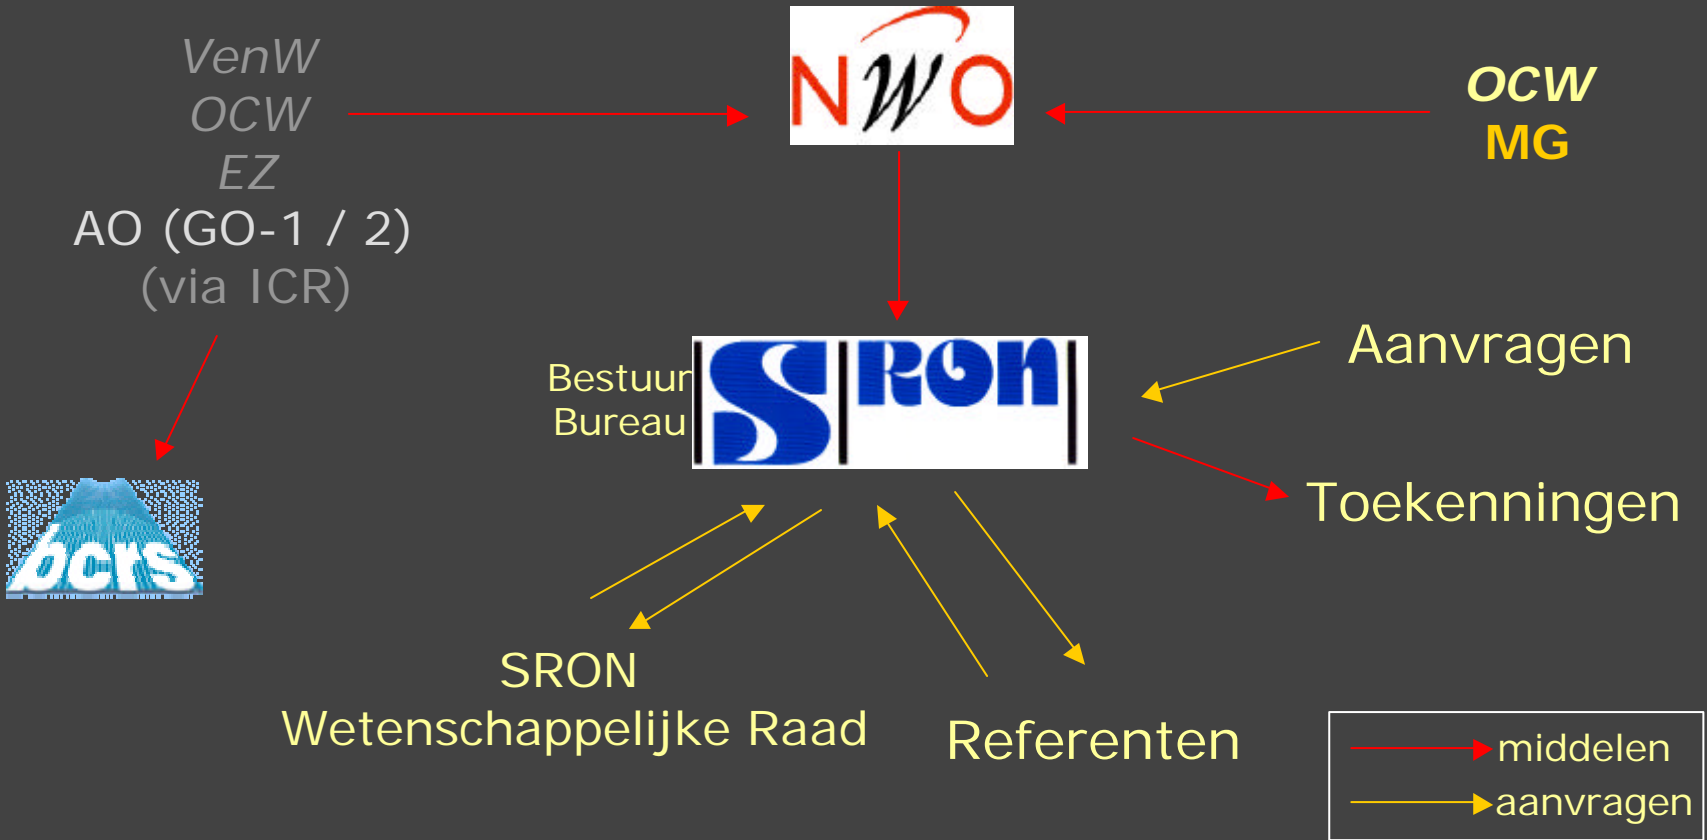 VenW
OCW
EZ
AO (GO-1 / 2)
(via ICR)
NWO
OCW
MG
Bestuur
Bureau
SRON
Aanvragen
Toekenningen
bcrs
SRON
Wetenschappelijke Raad
Referenten
middelen
aanvragen